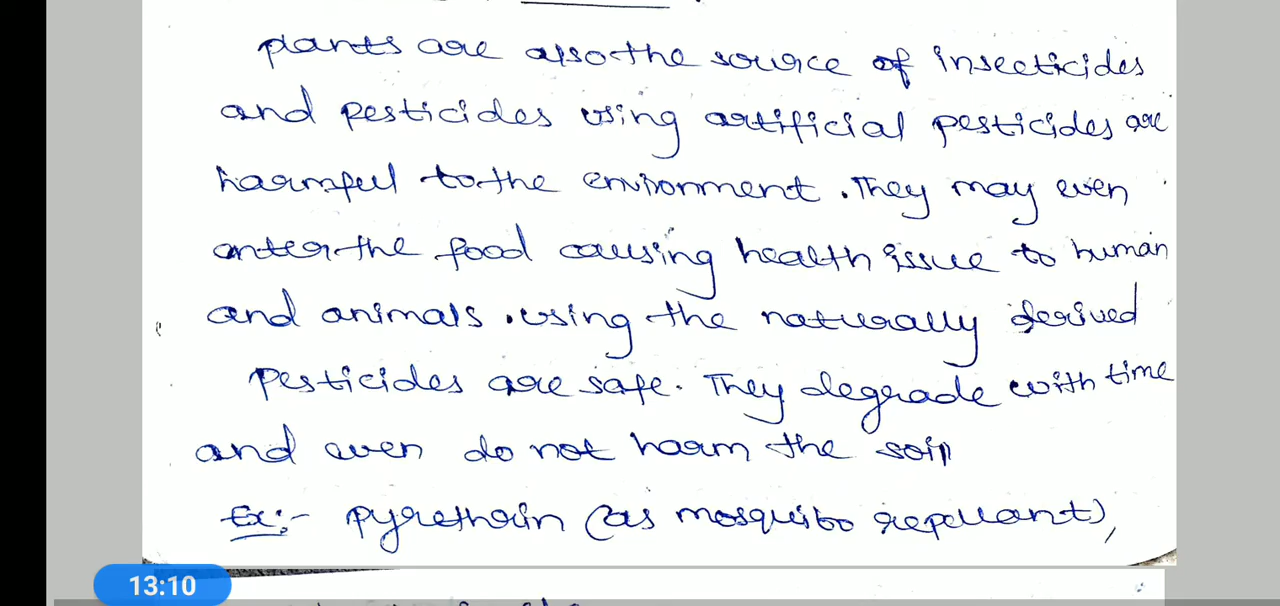 plants are also the source of insecticides
and pesticides using artificial pesticides are
harmful to the environment. They may even
enter the food causing health issue to human
and animals. using the naturally derived
pesticides are safe. They degrade with time
and even do not harm the soil
Ex:- pyrethrin (as mosquito repellant),
13:10